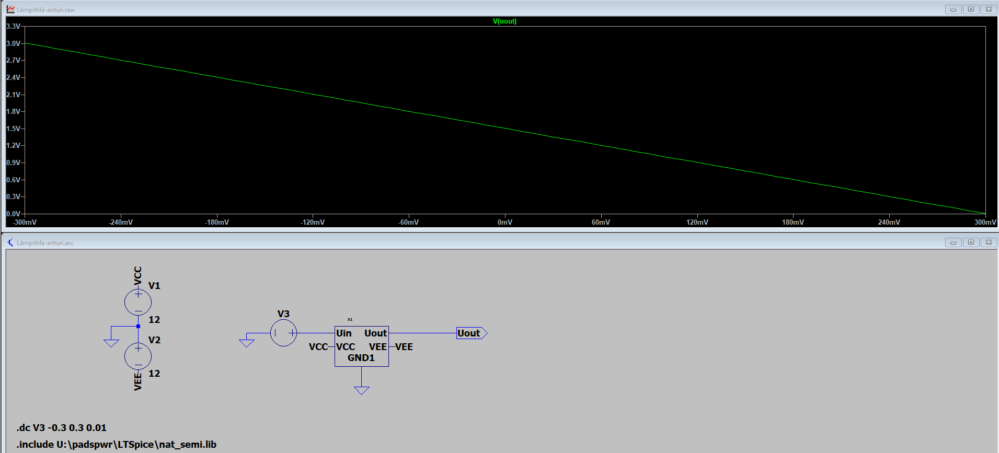 Lämpötila-anturi.raw
V(uout)
3.3V
3.0V
2.7V
2.4V
2.1V
1.8V
1.5V
1.2V
0.9V
0.6V
0.3V
0.0V
-300mV -240mV -180mV -120mV -60mV 0mV 60mV 120mV 180mV 240mV 300mV
Lämpötila-anturi.asc
VCC
V1
12
V2
12
VEE
V3
X1
Uin Uout
Uout
VCC VCC VEE VEE
GND1
.dc V3 -0.3 0.3 0.01
.include U:\padspwr\LTSpice\nat_semi.lib